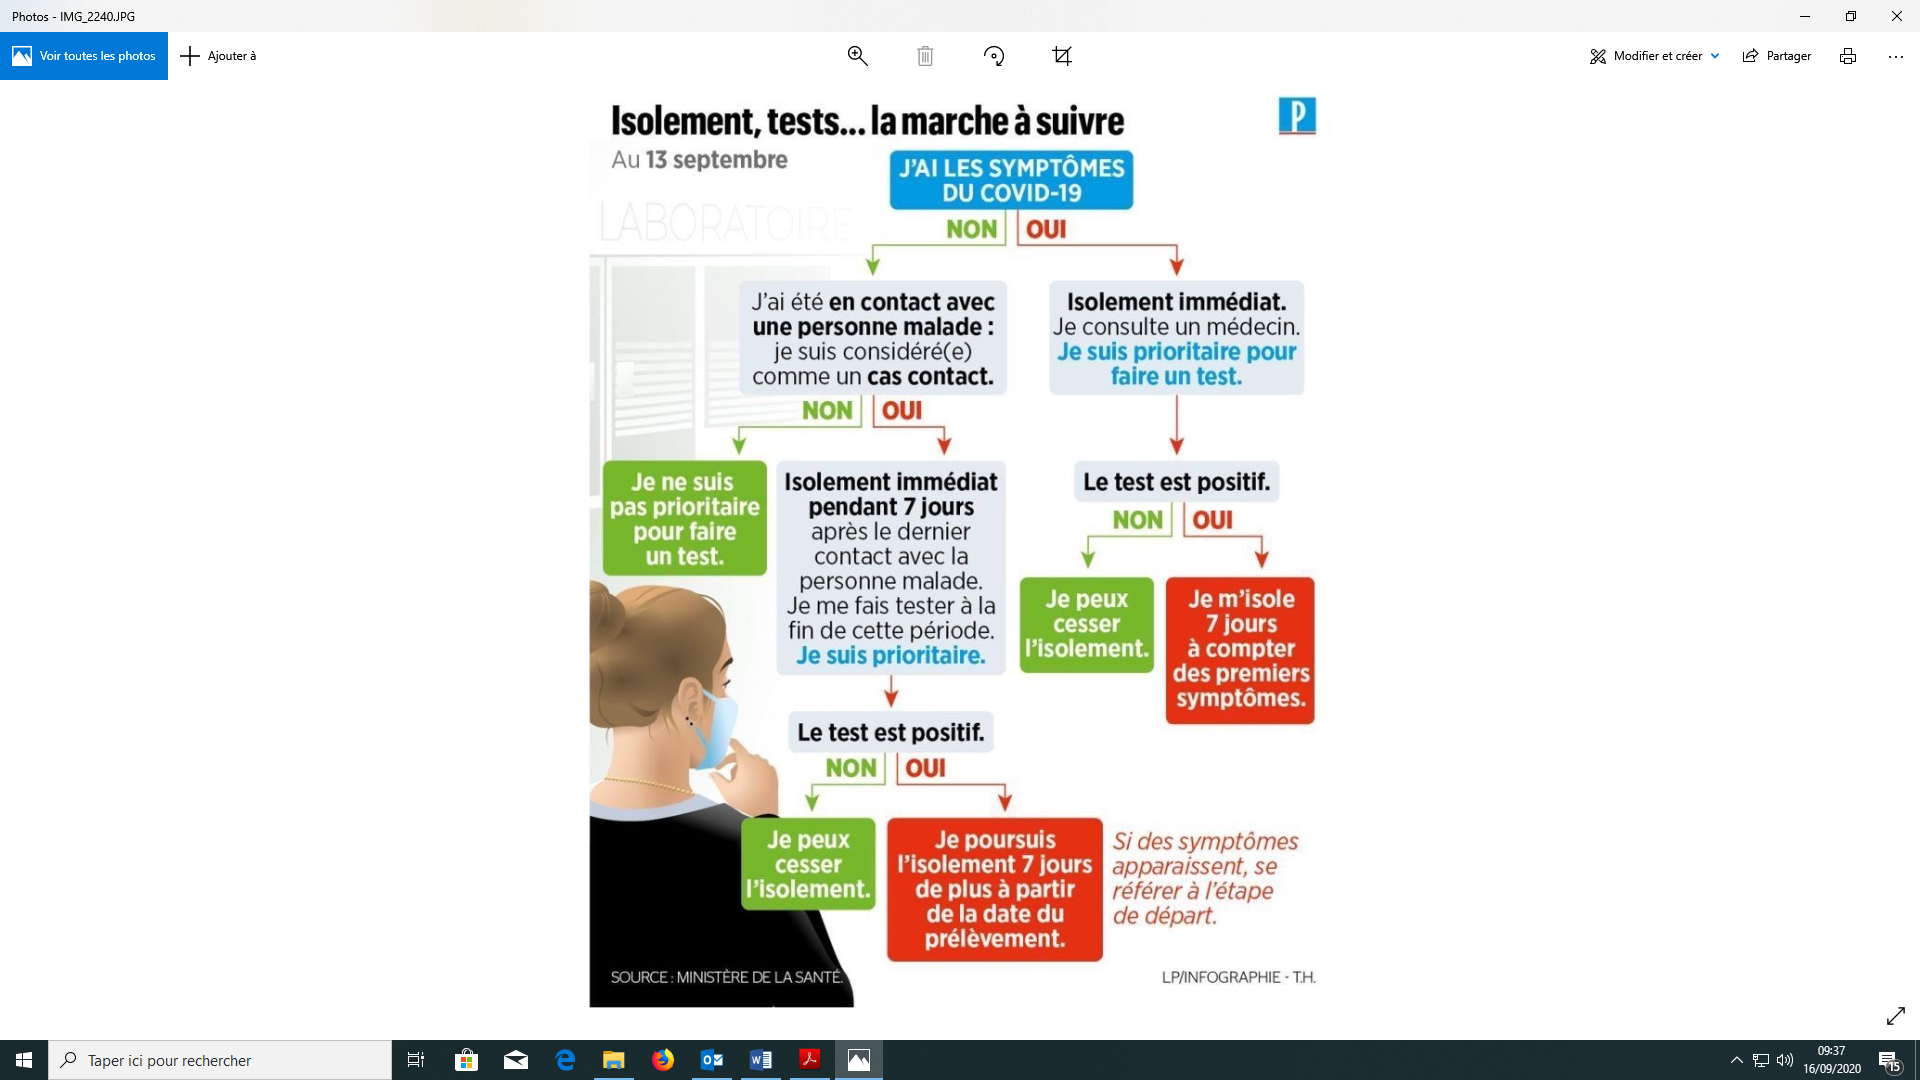 Photos - IMG_2240.JPG
Voir toutes les photos
Ajouter à
Modifier et créer
Partager
Isolement, tests... la marche à suivre
P
Au 13 septembre
LABORATOIRE
J'AI LES SYMPTÔMES
DU COVID-19
NON
OUI
J'ai été en contact avec
une personne malade :
je suis considéré(e)
comme un cas contact.
Isolement immédiat.
Je consulte un médecin.
Je suis prioritaire pour
faire un test.
NON
OUI
Je ne suis
pas prioritaire
pour faire
un test.
Isolement immédiat
pendant 7 jours
après le dernier
contact avec la
personne malade.
Je me fais tester à la
fin de cette période.
Je suis prioritaire.
Le test est positif.
NON
OUI
Je peux
cesser
l'isolement.
Je m'isole
7 jours
à compter
des premiers
symptômes.
Le test est positif.
NON
OUI
Je peux
cesser
l'isolement.
Je poursuis
l'isolement 7 jours
de plus à partir
de la date du
prélèvement.
Si des symptômes
apparaissent, se
référer à l'étape
de départ.
SOURCE : MINISTÈRE DE LA SANTÉ.
LP/INFOGRAPHIE - T.H.
Taper ici pour rechercher
09:37
16/09/2020
15